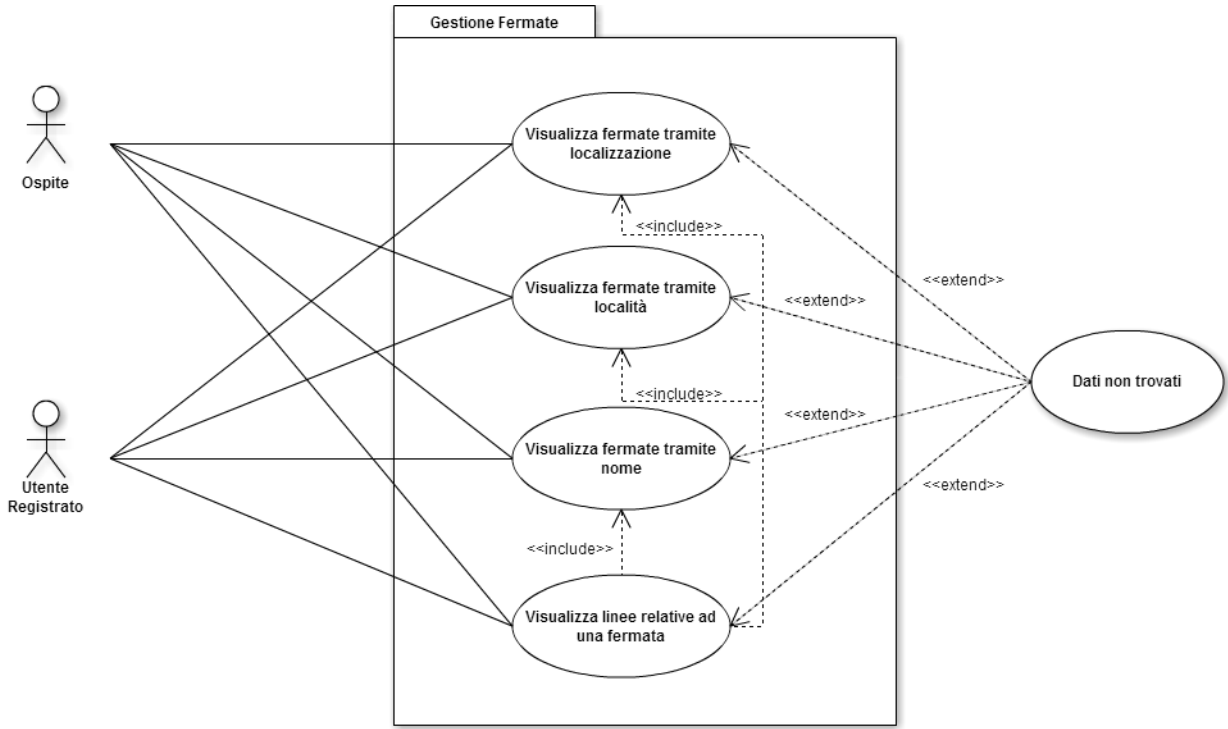 Gestione Fermate
Visualizza fermate tramite
localizzazione
Ospite
<<include>>
Visualizza fermate tramite
località
<<extend>>
<<extend>>
Dati non trovati
<<include>>
<<extend>>
Visualizza fermate tramite
nome
Utente
Registrato
<<extend>>
<<include>>
Visualizza linee relative ad
una fermata